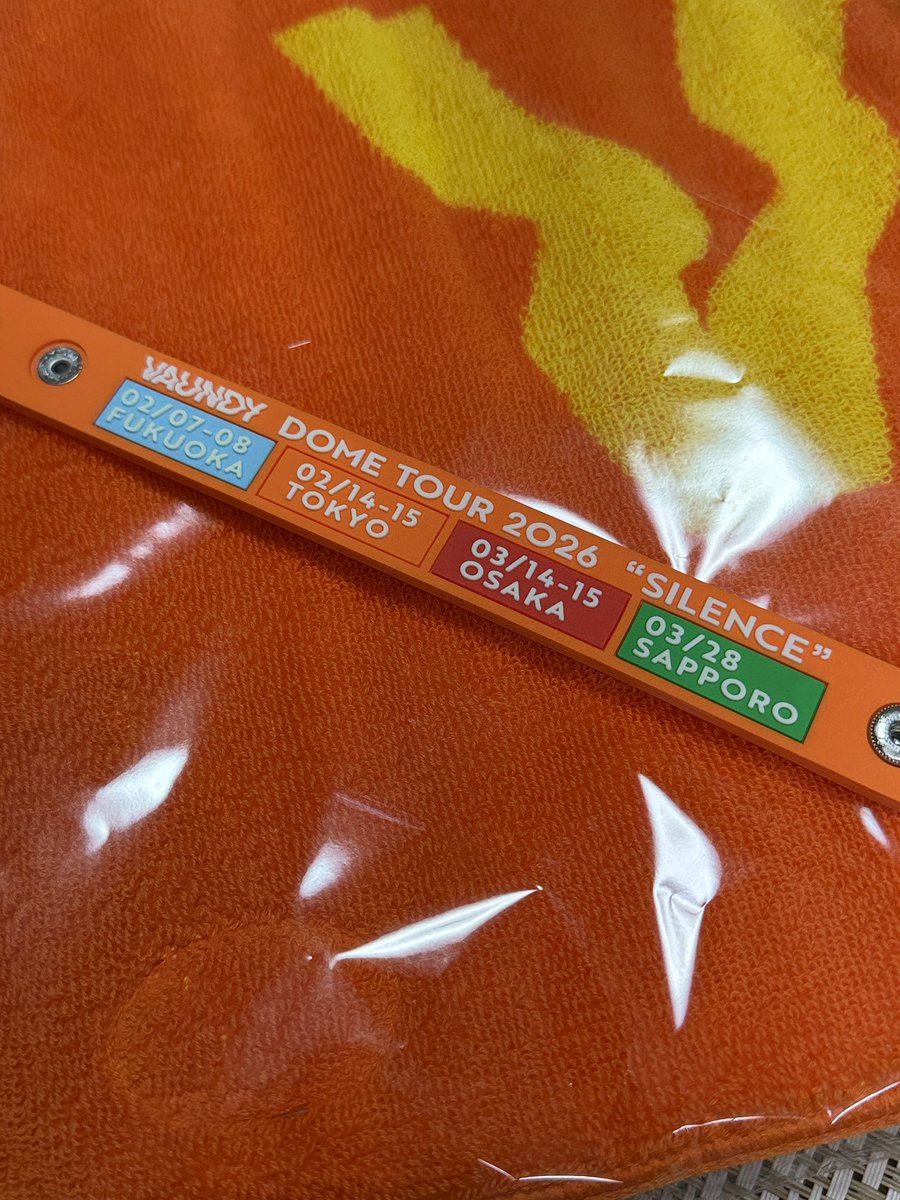 VAUNDY DOME TOUR 2026 “SILENCE”
02/07-08
FUKUOKA
02/14-15
TOKYO
03/14-15
OSAKA
03/28
SAPPORO